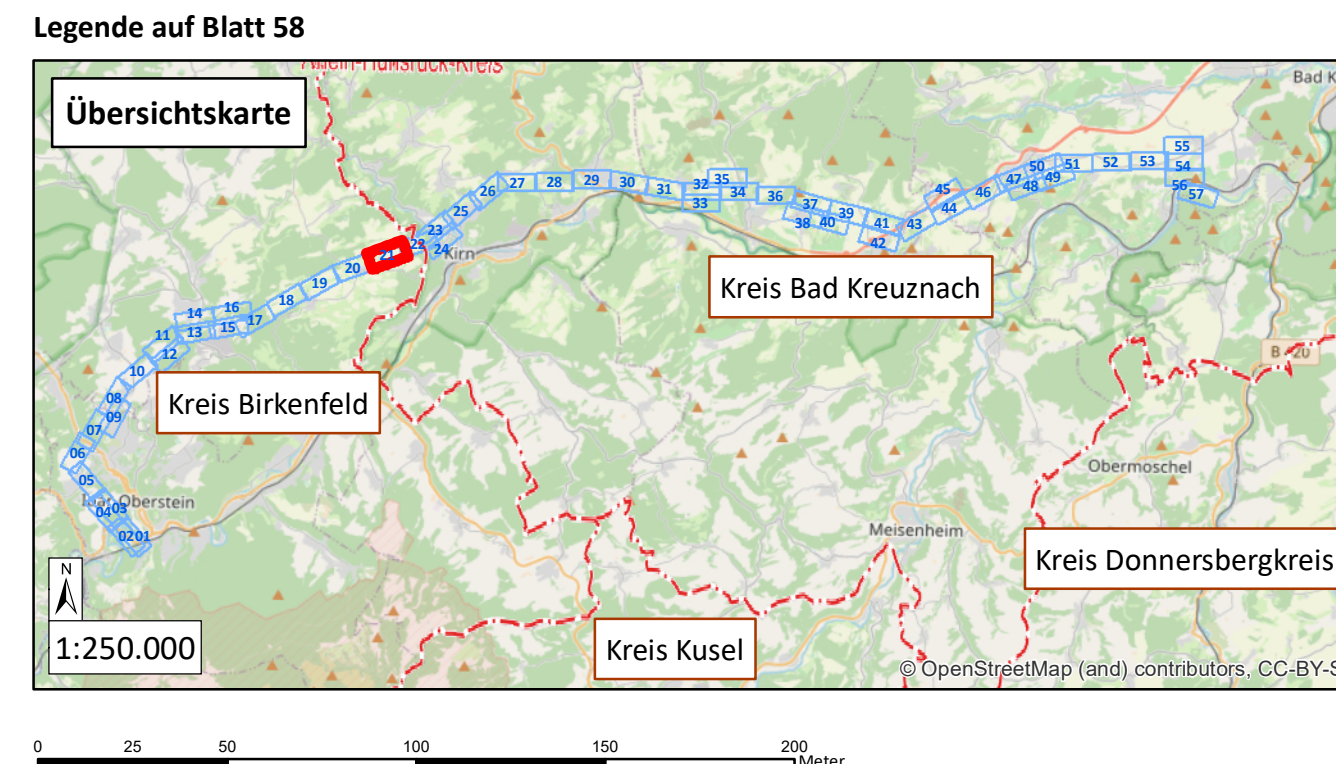 Legende auf Blatt 58
Rhein-Hunsrück-Kreis
Übersichtskarte
Bad K
55
50 51 52 53 54
47 48 49
56
57
45 46
44
43
27 28 29 30 31
32 35
33 34 36
37 39 41
38 40
42
26
25
23
22 24
Kirn
21
20
19
18
17
14 16
13 15
11
12
10
08
09
07
06
05
Oberstein
03
04
02 01
Kreis Bad Kreuznach
Kreis Birkenfeld
B 420
Obermoschel
Meisenheim
Kreis Donnersbergkreis
Kreis Kusel
N
1:250.000
© OpenStreetMap (and) contributors, CC-BY-S
0 25 50 100 150 200
Meter